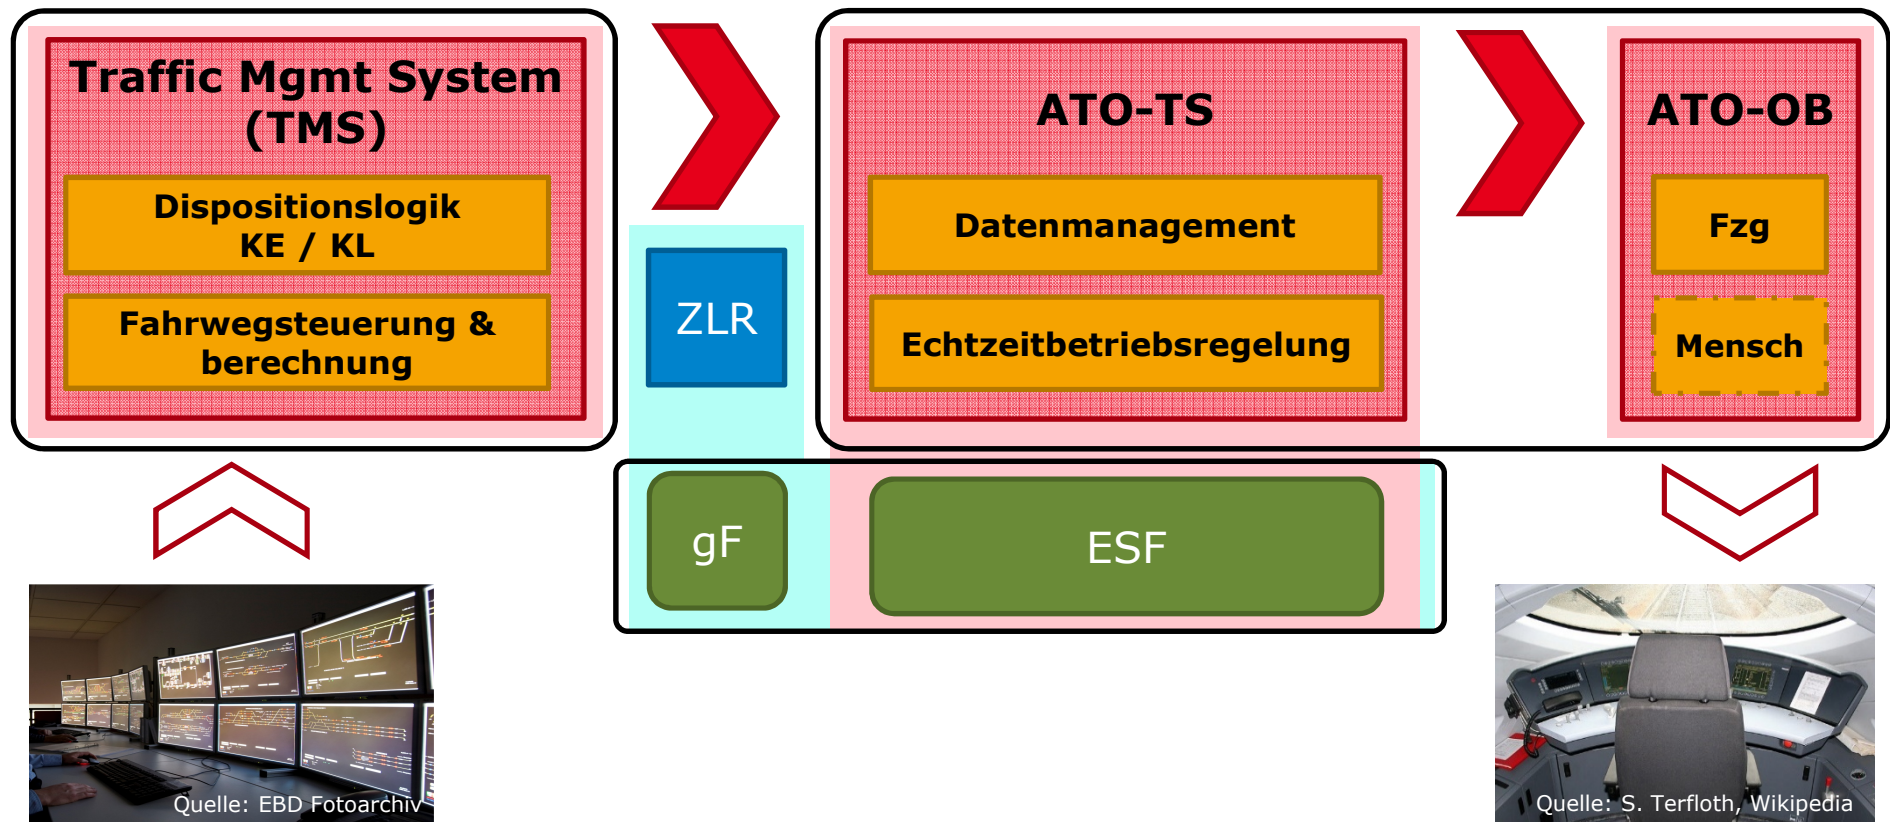 Traffic Mgmt System
(TMS)
Dispositionslogik
KE / KL
Fahrwegsteuerung &
berechnung
ZLR
ATO-TS
Datenmanagement
Echtzeitbetriebsregelung
ATO-OB
Fzg
Mensch
gF
ESF
Quelle: EBD Fotoarchiv
Quelle: S. Terfloth, Wikipedia